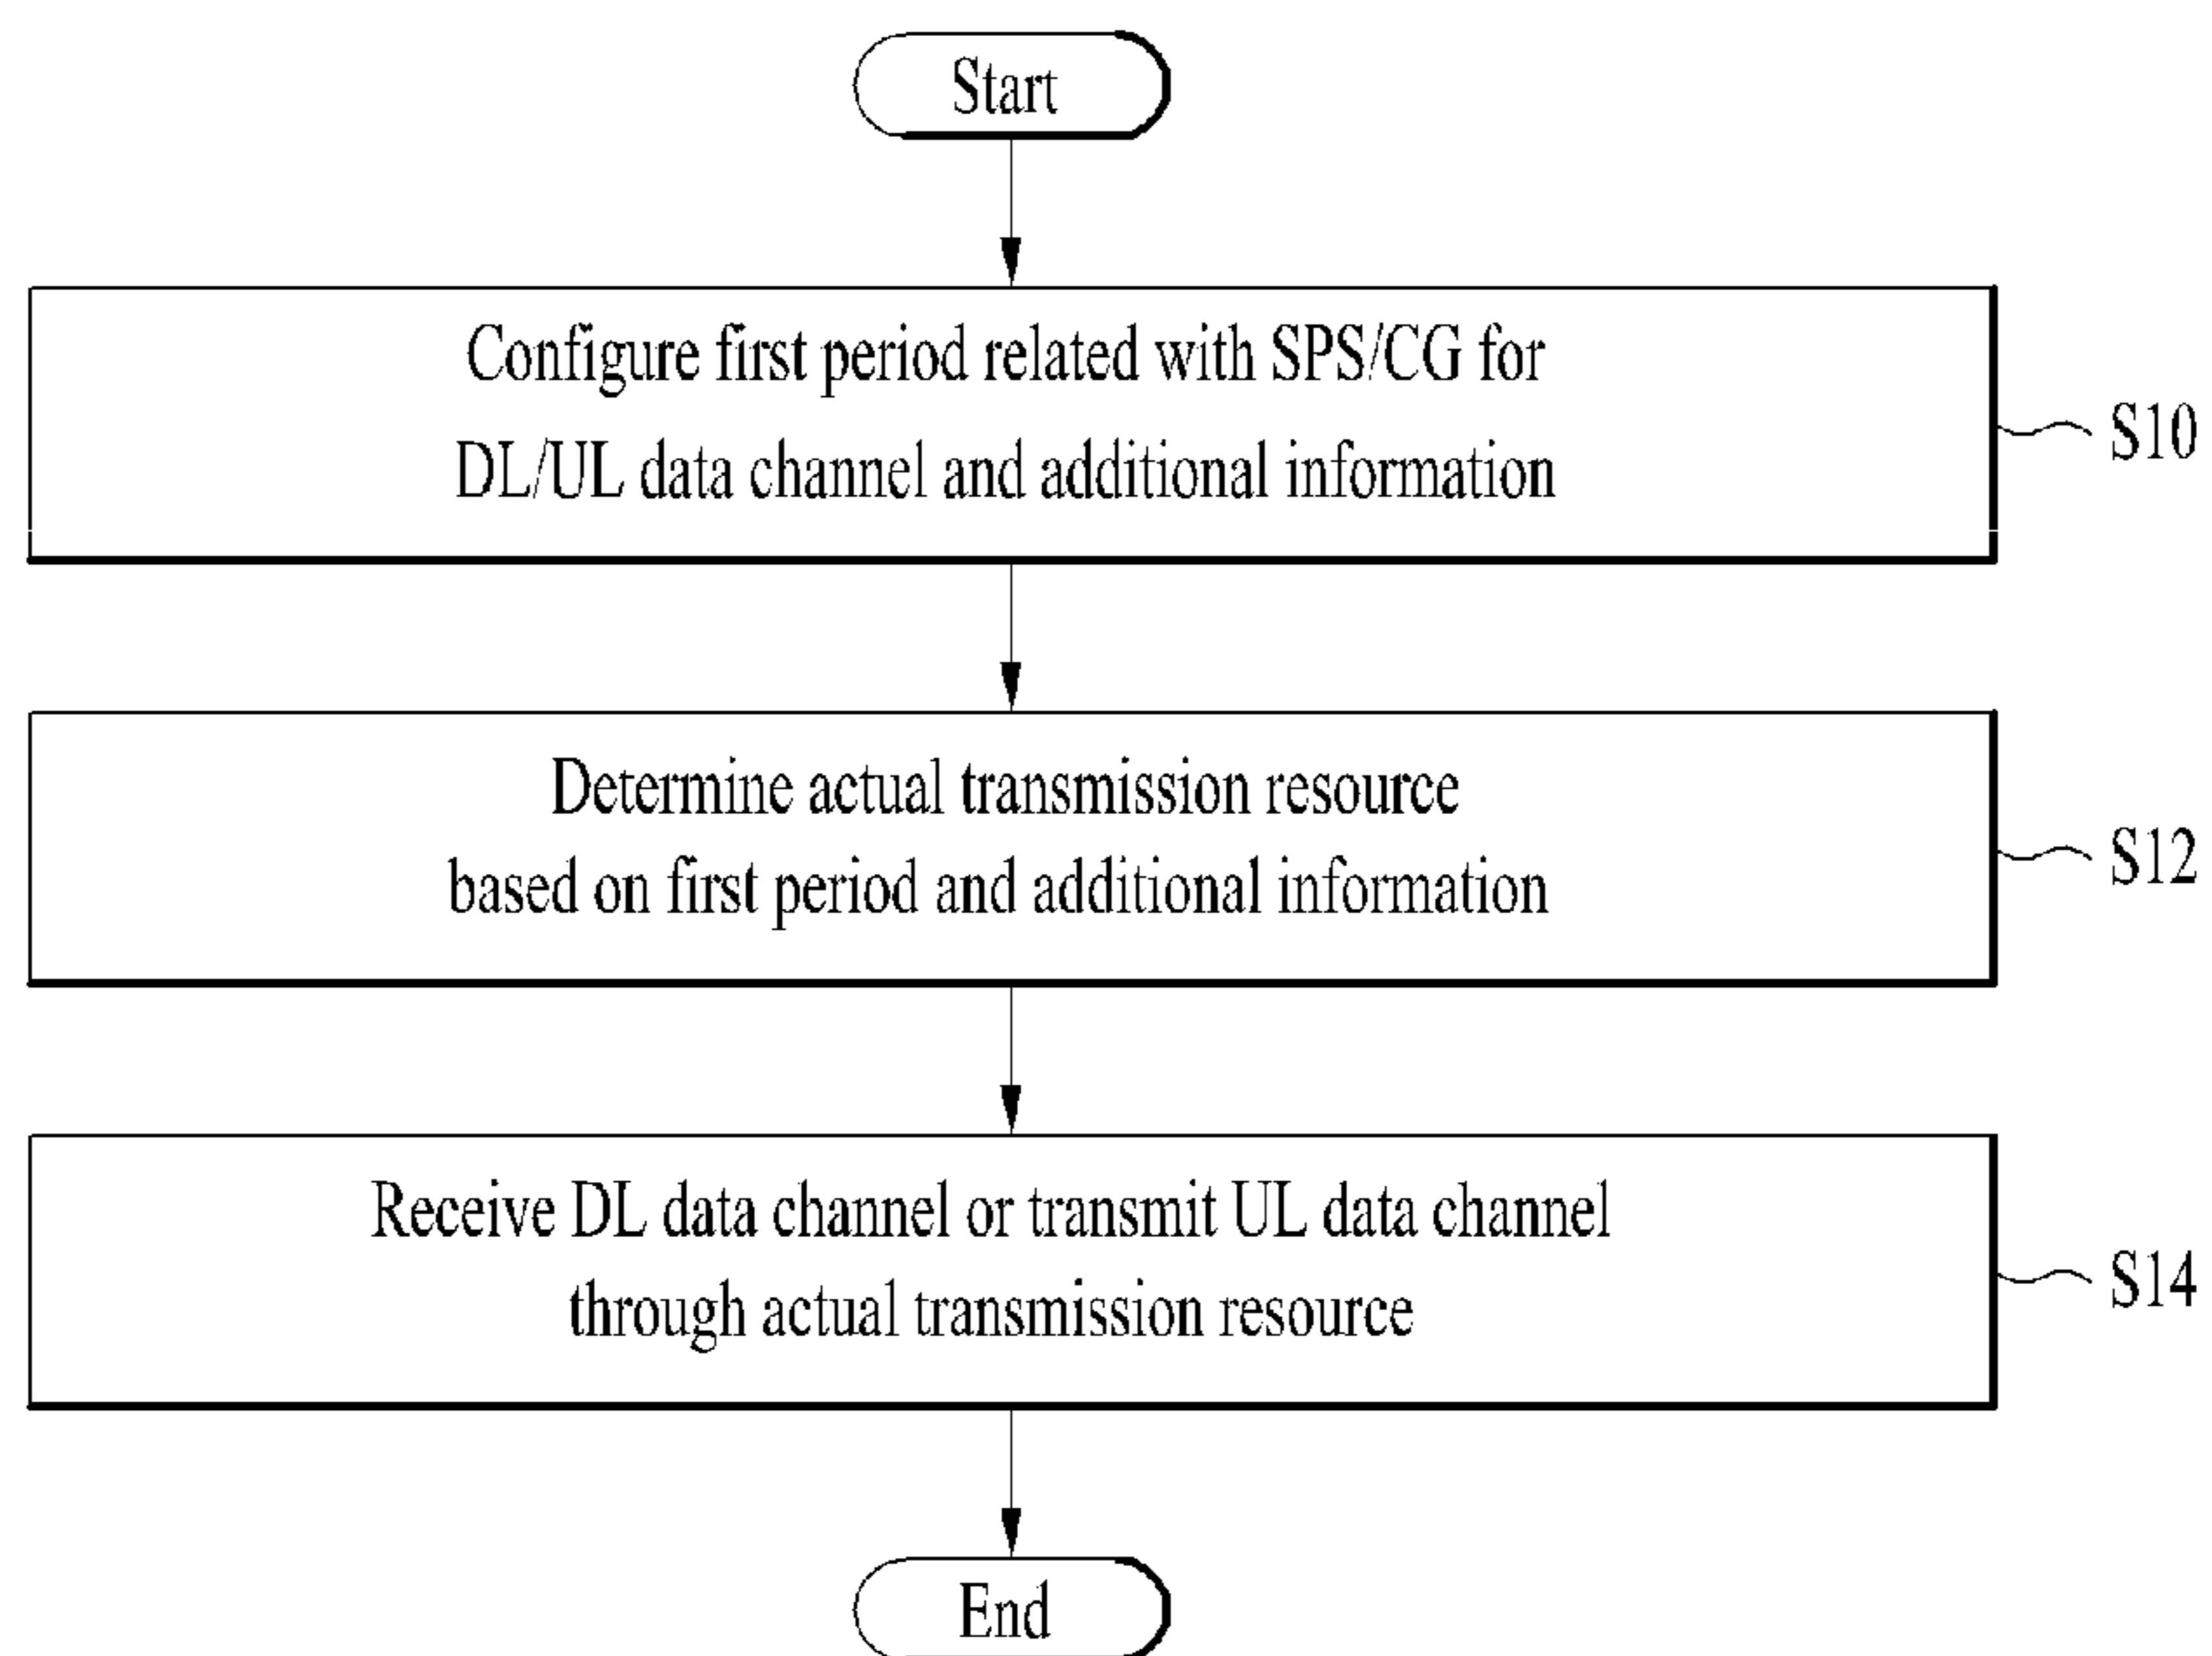 Start
Configure first period related with SPS/CG for
DL/UL data channel and additional information
S10
Determine actual transmission resource
based on first period and additional information
S12
Receive DL data channel or transmit UL data channel
through actual transmission resource
S14
End